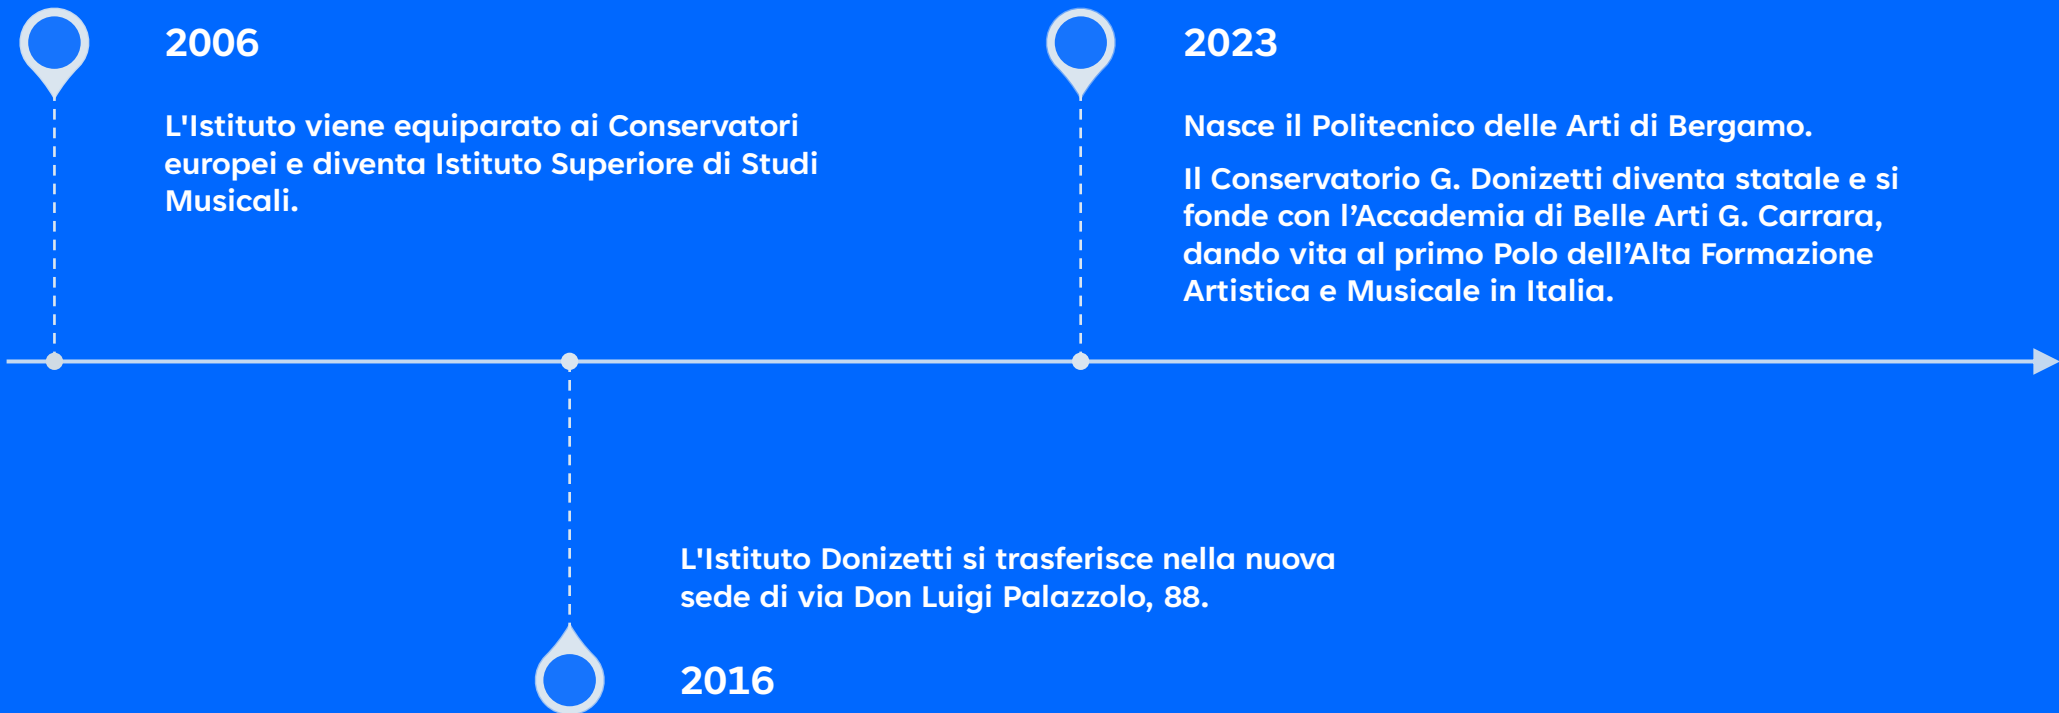 2006
L'Istituto viene equiparato ai Conservatori
europei e diventa Istituto Superiore di Studi
Musicali.
2023
Nasce il Politecnico delle Arti di Bergamo.
Il Conservatorio G. Donizetti diventa statale e si
fonde con l’Accademia di Belle Arti G. Carrara,
dando vita al primo Polo dell’Alta Formazione
Artistica e Musicale in Italia.
L'Istituto Donizetti si trasferisce nella nuova
sede di via Don Luigi Palazzolo, 88.
2016